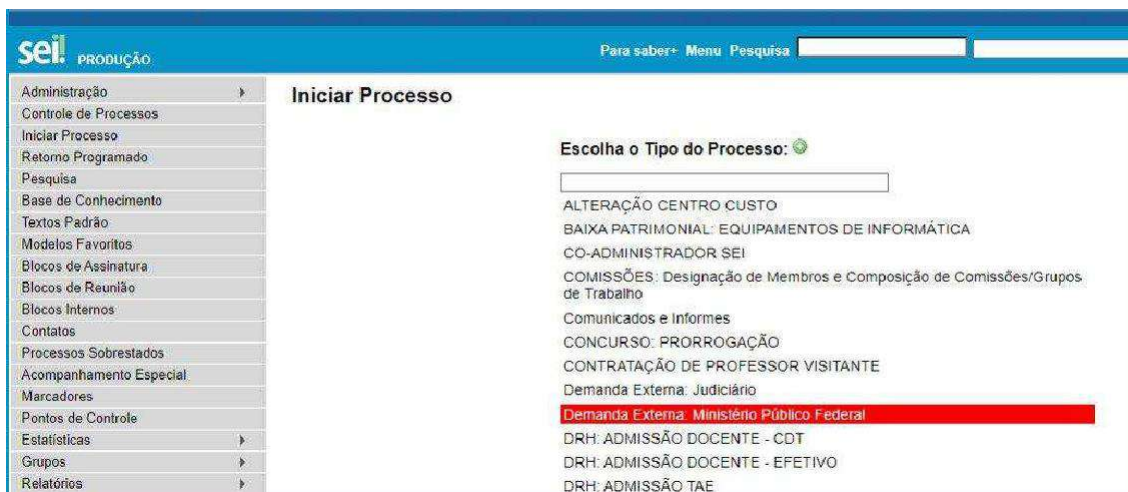 sei! PRODUÇÃO
Para saber+ Menu Pesquisa
Administração
Controle de Processos
Iniciar Processo
Retorno Programado
Pesquisa
Base de Conhecimento
Textos Padrão
Modelos Favoritos
Blocos de Assinatura
Blocos de Reunião
Blocos Internos
Contatos
Processos Sobrestados
Acompanhamento Especial
Marcadores
Pontos de Controle
Estatísticas
Grupos
Relatórios
Iniciar Processo
Escolha o Tipo do Processo:
ALTERAÇÃO CENTRO CUSTO
BAIXA PATRIMONIAL: EQUIPAMENTOS DE INFORMÁTICA
CO-ADMINISTRADOR SEI
COMISSÕES: Designação de Membros e Composição de Comissões/Grupos
de Trabalho
Comunicados e Informes
CONCURSO: PRORROGAÇÃO
CONTRATAÇÃO DE PROFESSOR VISITANTE
Demanda Externa: Judiciário
Demanda Externa: Ministério Público Federal
DRH: ADMISSÃO DOCENTE - CDT
DRH: ADMISSÃO DOCENTE - EFETIVO
DRH: ADMISSÃO TAE